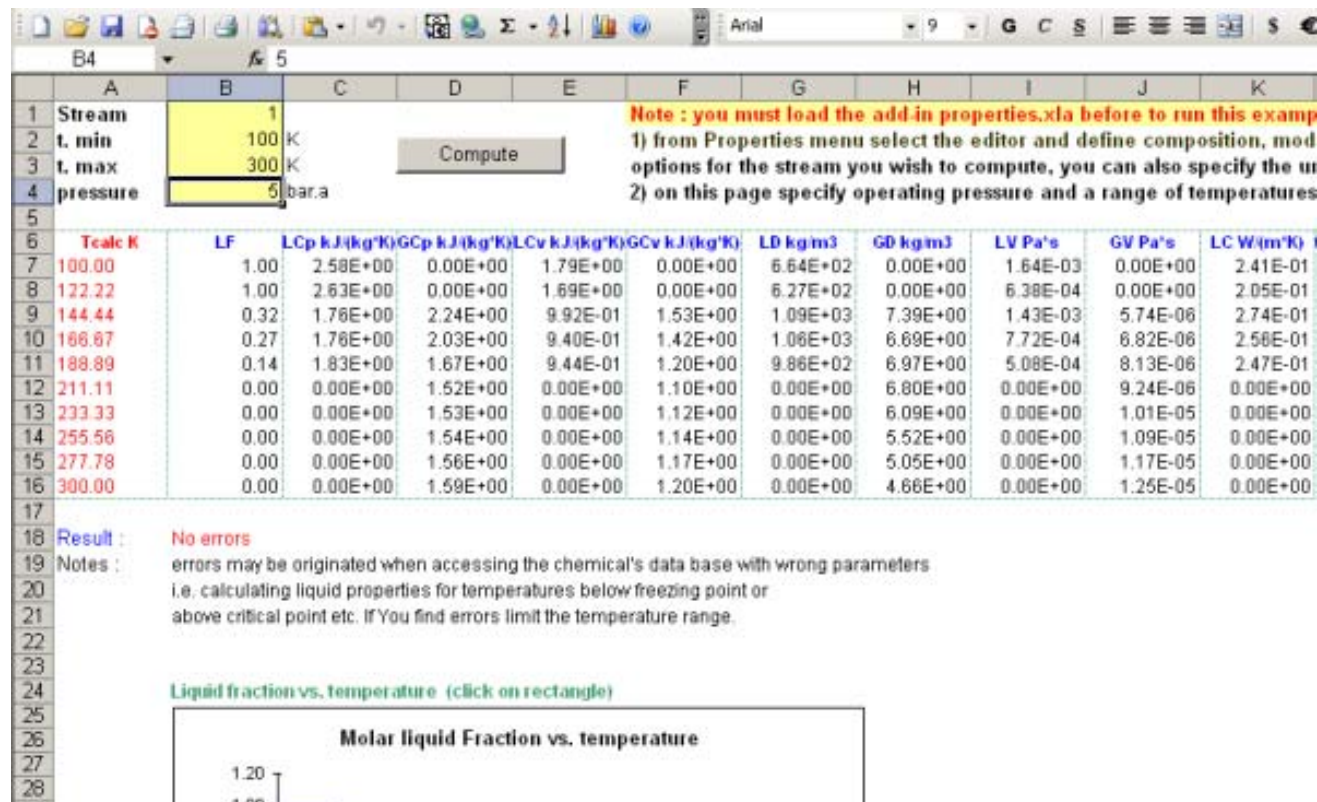 Arial 9 G C S $ €
B4 fx 5
A B C D E F G H I J K
1 Stream 1 Note : you must load the add-in properties.xla before to run this examp
2 t. min 100 K 1) from Properties menu select the editor and define composition, mod
Compute
3 t. max 300 K options for the stream you wish to compute, you can also specify the un
4 pressure 5 bar.a 2) on this page specify operating pressure and a range of temperatures
5
6 Tcalc K LF LCp kJ/(kg*K) GCp kJ/(kg*K) LCv kJ/(kg*K) GCv kJ/(kg*K) LD kg/m3 GD kg/m3 LV Pa*s GV Pa*s LC W/(m*K)
7 100.00 1.00 2.58E+00 0.00E+00 1.79E+00 0.00E+00 6.64E+02 0.00E+00 1.64E-03 0.00E+00 2.41E-01
8 122.22 1.00 2.63E+00 0.00E+00 1.69E+00 0.00E+00 6.27E+02 0.00E+00 6.38E-04 0.00E+00 2.05E-01
9 144.44 0.32 1.76E+00 2.24E+00 9.92E-01 1.53E+00 1.09E+03 7.39E+00 1.43E-03 5.74E-06 2.74E-01
10 166.67 0.27 1.76E+00 2.03E+00 9.40E-01 1.42E+00 1.06E+03 6.69E+00 7.72E-04 6.82E-06 2.56E-01
11 188.89 0.14 1.83E+00 1.67E+00 9.44E-01 1.20E+00 9.86E+02 6.97E+00 5.08E-04 8.13E-06 2.47E-01
12 211.11 0.00 0.00E+00 1.52E+00 0.00E+00 1.10E+00 0.00E+00 6.80E+00 0.00E+00 9.24E-06 0.00E+00
13 233.33 0.00 0.00E+00 1.53E+00 0.00E+00 1.12E+00 0.00E+00 6.09E+00 0.00E+00 1.01E-05 0.00E+00
14 255.56 0.00 0.00E+00 1.54E+00 0.00E+00 1.14E+00 0.00E+00 5.52E+00 0.00E+00 1.09E-05 0.00E+00
15 277.78 0.00 0.00E+00 1.56E+00 0.00E+00 1.17E+00 0.00E+00 5.05E+00 0.00E+00 1.17E-05 0.00E+00
16 300.00 0.00 0.00E+00 1.59E+00 0.00E+00 1.20E+00 0.00E+00 4.66E+00 0.00E+00 1.25E-05 0.00E+00
17
18 Result : No errors
19 Notes : errors may be originated when accessing the chemical's data base with wrong parameters
20 i.e. calculating liquid properties for temperatures below freezing point or
21 above critical point etc. If You find errors limit the temperature range.
22
23
24 Liquid fraction vs. temperature (click on rectangle)
25
26 Molar liquid Fraction vs. temperature
27
1.20
28